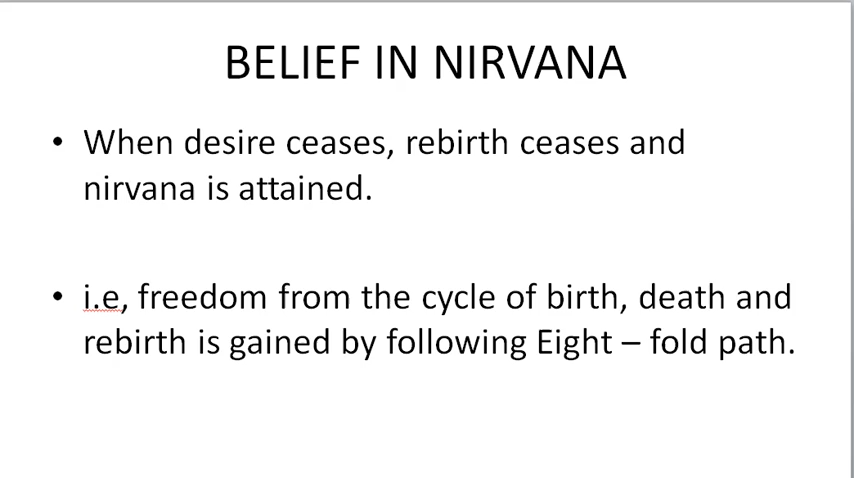 BELIEF IN NIRVANA
• When desire ceases, rebirth ceases and
nirvana is attained.
• i.e, freedom from the cycle of birth, death and
rebirth is gained by following Eight – fold path.